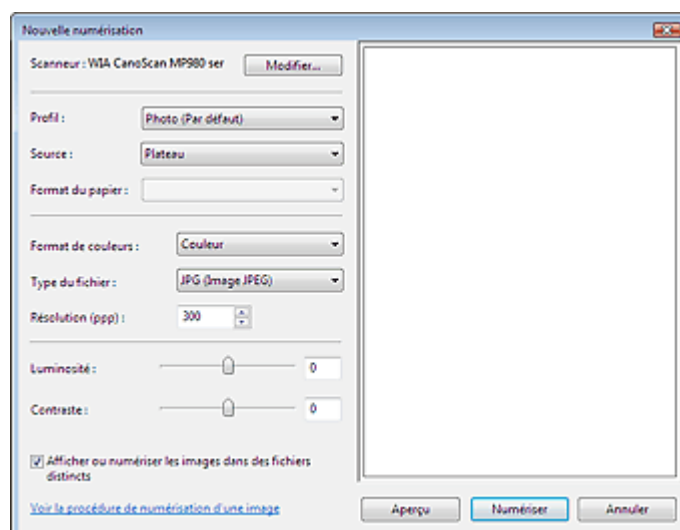 Nouvelle numérisation
Scanneur : WIA CanoScan MP980 ser Modifier...
Profil : Photo (Par défaut)
Source : Plateau
Format du papier :
Format de couleurs : Couleur
Type du fichier : JPG (Image JPEG)
Résolution (ppp) : 300
Luminosité : 0
Contraste : 0
Afficher ou numériser les images dans des fichiers
distincts
Voir la procédure de numérisation d'une image
Aperçu Numériser Annuler